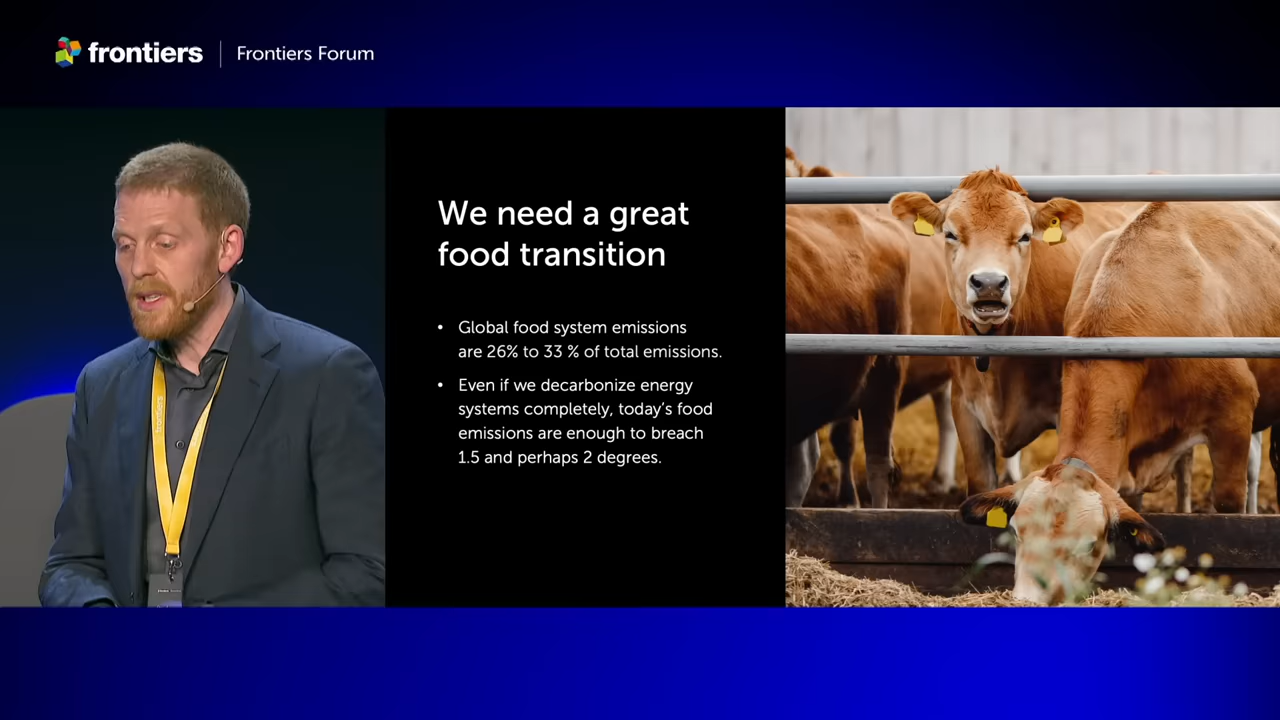 frontiers | Frontiers Forum
We need a great
food transition
• Global food system emissions
are 26% to 33 % of total emissions.
• Even if we decarbonize energy
systems completely, today's food
emissions are enough to breach
1.5 and perhaps 2 degrees.
frontiers